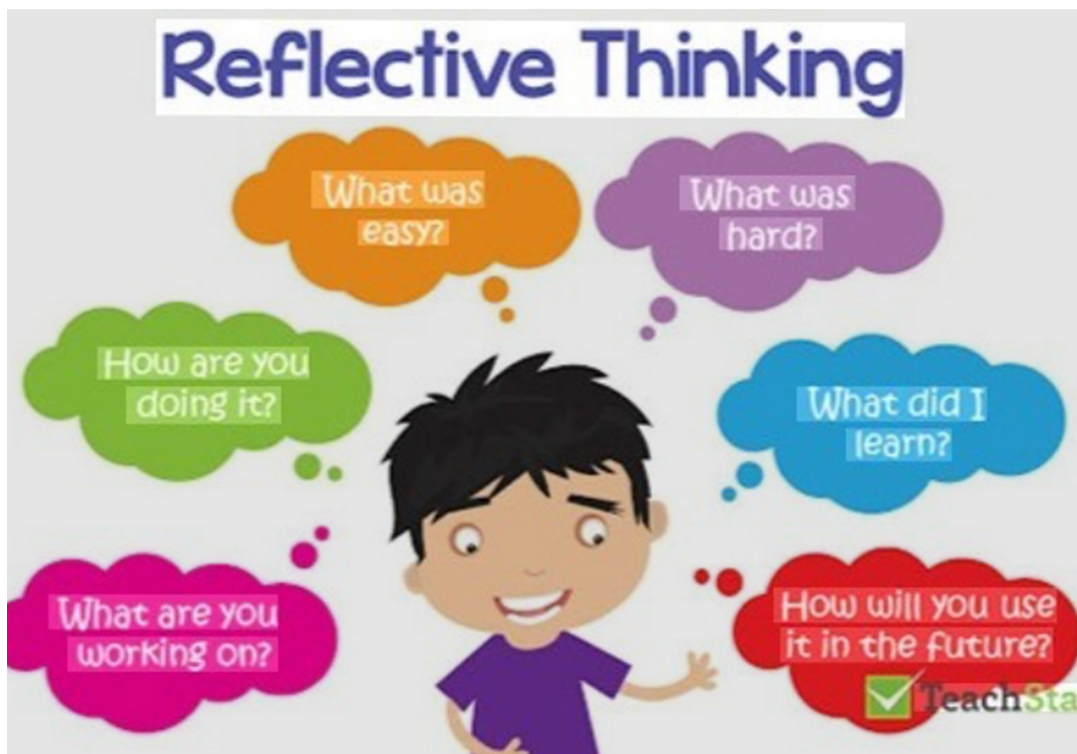 Reflective Thinking
What was
easy?
What was
hard?
How are you
doing it?
What did I
learn?
What are you
working on?
How will you use
it in the future?